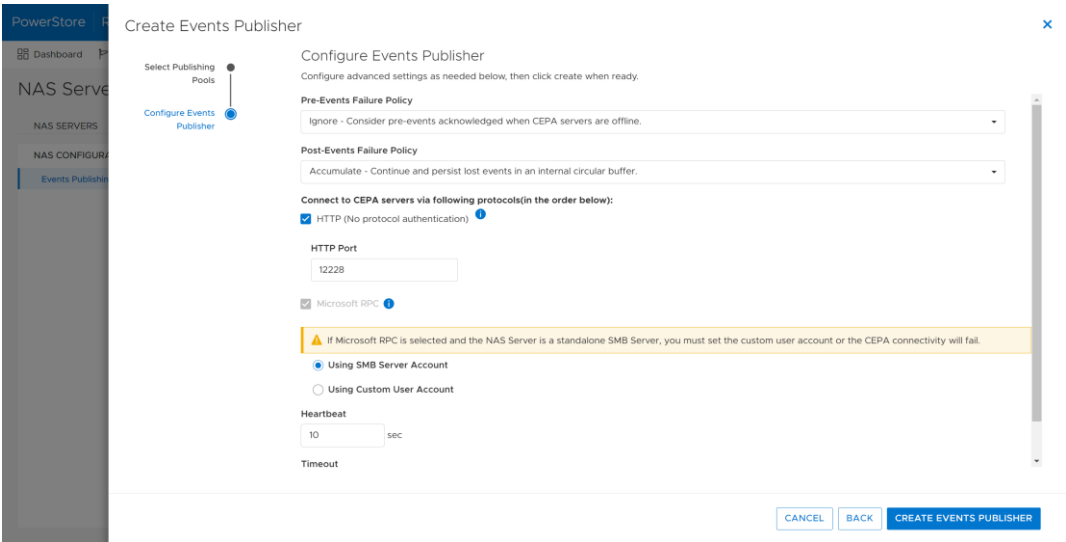 PowerStore
Create Events Publisher
Dashboard
NAS Serve
NAS SERVERS
NAS CONFIGURA
Events Publishin
Select Publishing
Pools
Configure Events
Publisher
Configure Events Publisher
Configure advanced settings as needed below, then click create when ready.
Pre-Events Failure Policy
Ignore - Consider pre-events acknowledged when CEPA servers are offline.
Post-Events Failure Policy
Accumulate - Continue and persist lost events in an internal circular buffer.
Connect to CEPA servers via following protocols(in the order below):
HTTP (No protocol authentication)
HTTP Port
12228
Microsoft RPC
If Microsoft RPC is selected and the NAS Server is a standalone SMB Server, you must set the custom user account or the CEPA connectivity will fail.
Using SMB Server Account
Using Custom User Account
Heartbeat
10 sec
Timeout
CANCEL BACK CREATE EVENTS PUBLISHER